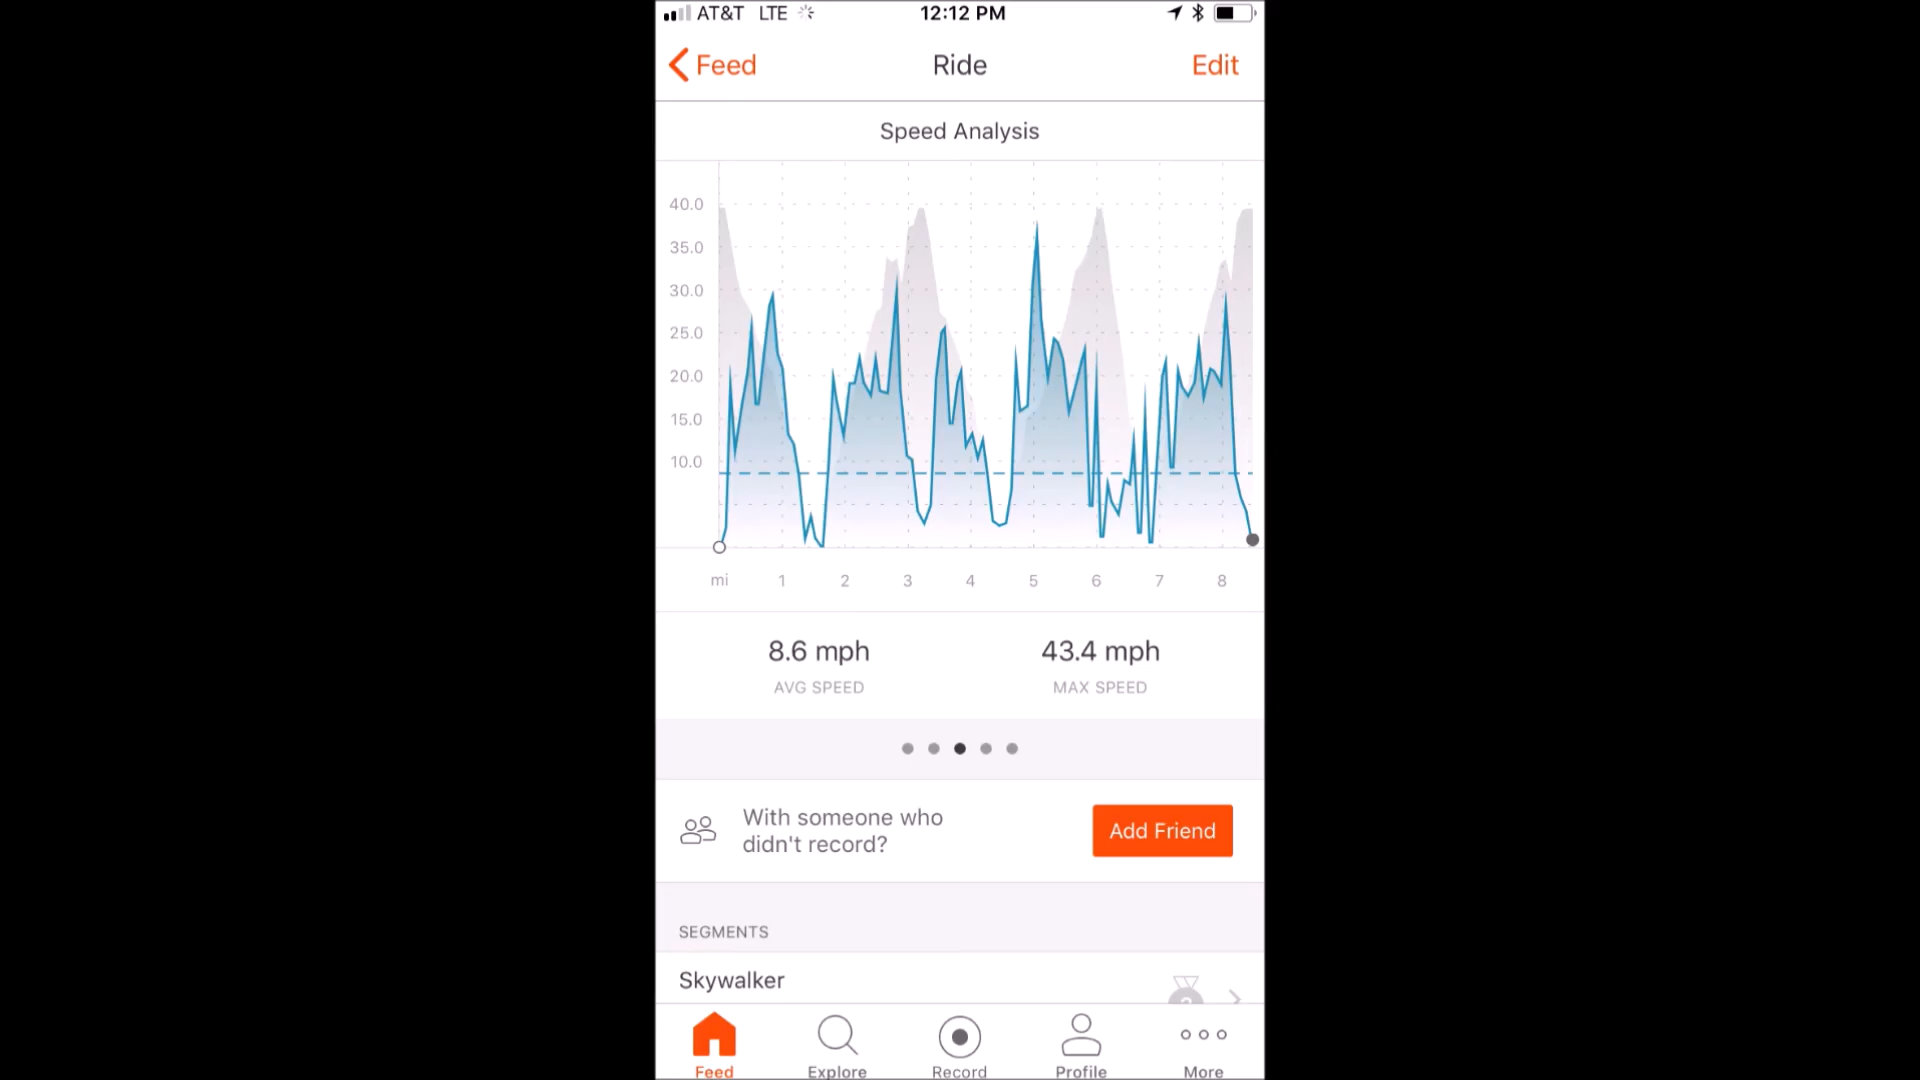 AT&T LTE 12:12 PM
Feed Ride Edit
Speed Analysis
40.0
35.0
30.0
25.0
20.0
15.0
10.0
mi 1 2 3 4 5 6 7 8
8.6 mph 43.4 mph
AVG SPEED MAX SPEED
With someone who
didn't record?
Add Friend
SEGMENTS
Skywalker
Feed Explore Record Profile More